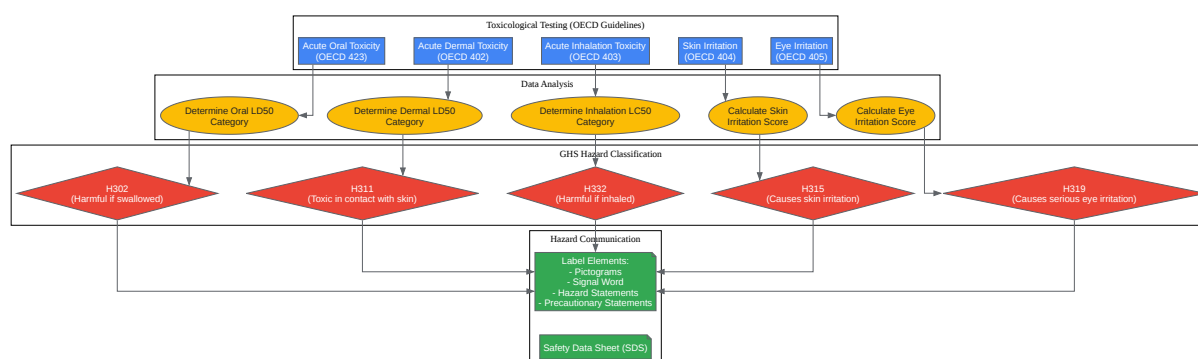 Toxicological Testing (OECD Guidelines)
Acute Oral Toxicity
(OECD 423)
Acute Dermal Toxicity
(OECD 402)
Acute Inhalation Toxicity
(OECD 403)
Skin Irritation
(OECD 404)
Eye Irritation
(OECD 405)
Data Analysis
Determine Oral LD50
Category
Determine Dermal LD50
Category
Determine Inhalation LC50
Category
Calculate Skin
Irritation Score
Calculate Eye
Irritation Score
GHS Hazard Classification
H302
(Harmful if swallowed)
H311
(Toxic in contact with skin)
H332
(Harmful if inhaled)
H315
(Causes skin irritation)
H319
(Causes serious eye irritation)
Hazard Communication
Label Elements:
- Pictograms
- Signal Word
- Hazard Statements
- Precautionary Statements
Safety Data Sheet (SDS)